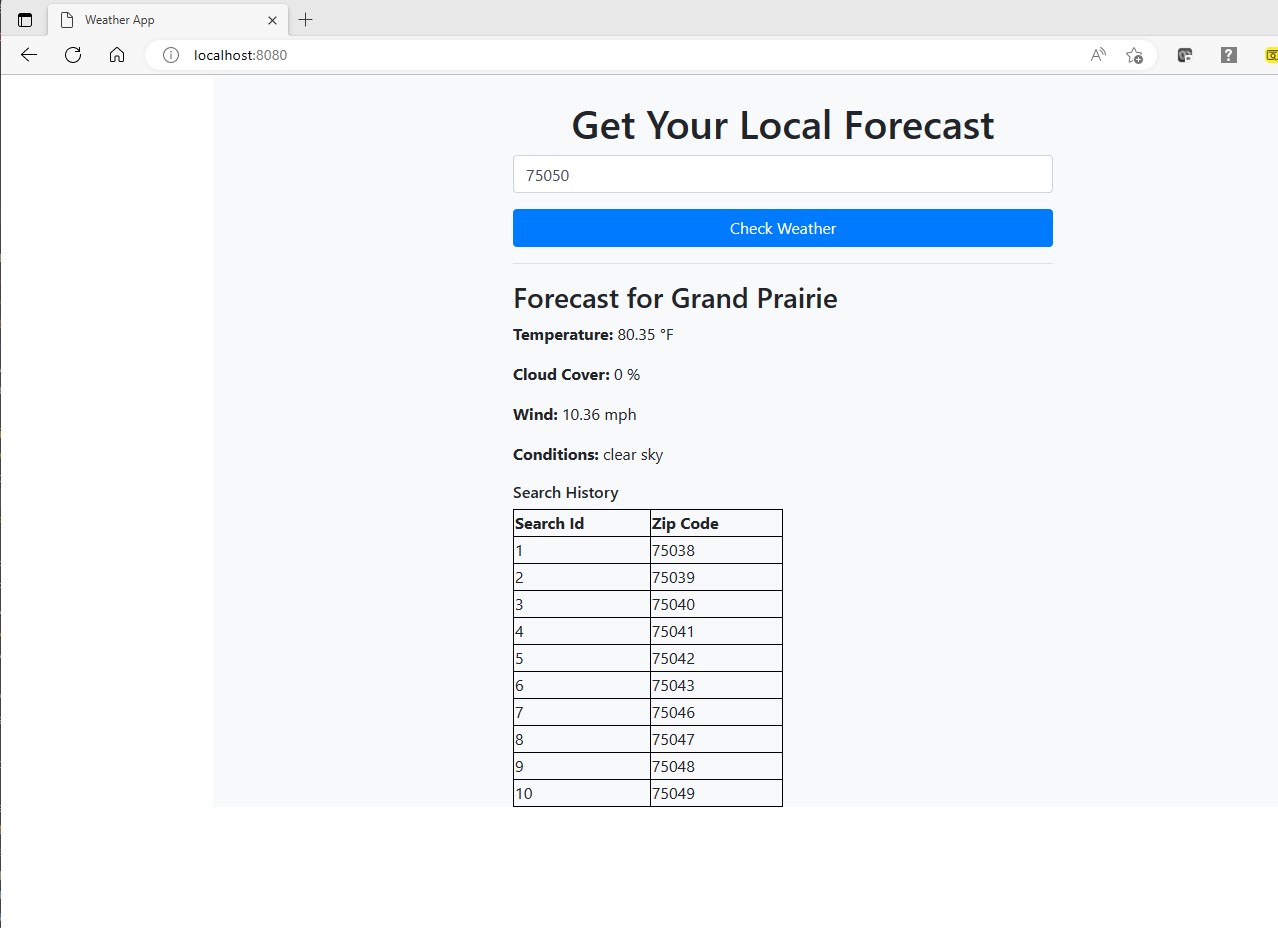 Weather App
localhost:8080
Get Your Local Forecast
75050
Check Weather
Forecast for Grand Prairie
Temperature: 80.35 °F
Cloud Cover: 0 %
Wind: 10.36 mph
Conditions: clear sky
Search History
Search Id Zip Code
1 75038
2 75039
3 75040
4 75041
5 75042
6 75043
7 75046
8 75047
9 75048
10 75049